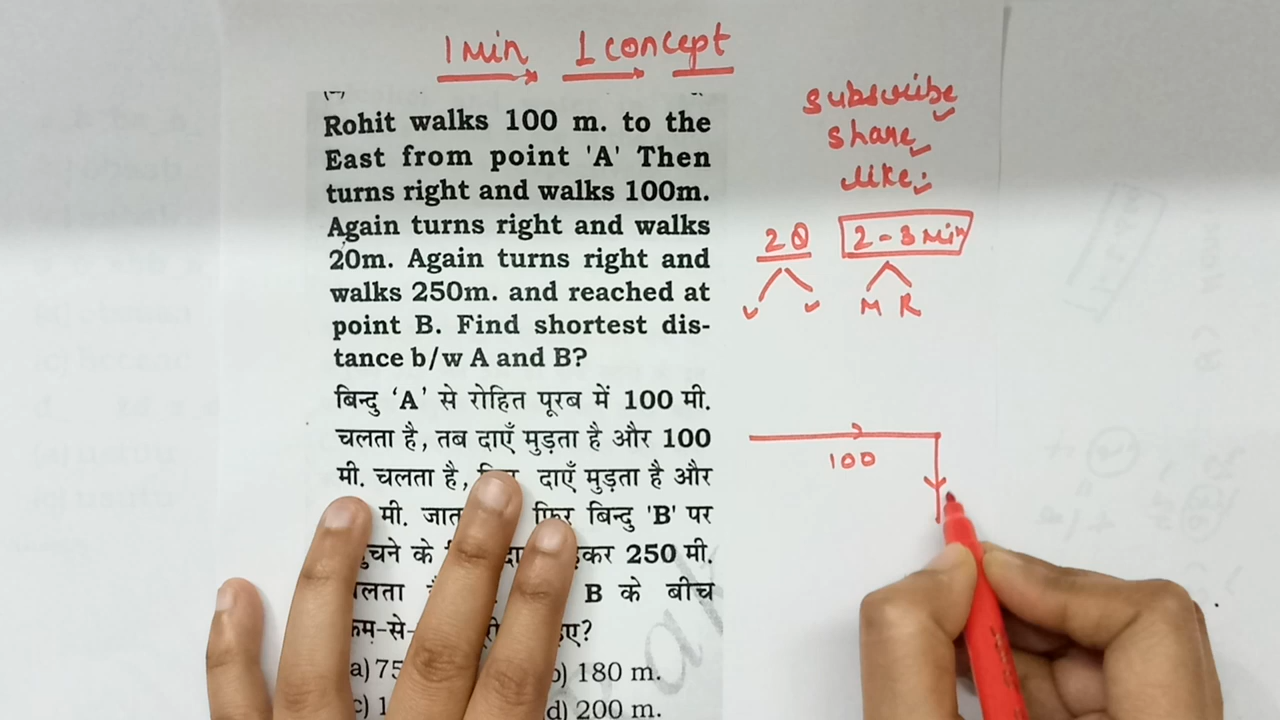 1 Min 1 concept
Rohit walks 100 m. to the
East from point 'A' Then
turns right and walks 100m.
Again turns right and walks
20m. Again turns right and
walks 250m. and reached at
point B. Find shortest dis-
tance b/w A and B?
बिन्दु ‘A’ से रोहित पूरब में 100 मी.
चलता है, तब दाएँ मुड़ता है और 100
मी. चलता है, दाएँ मुड़ता है और
मी. फिर बिन्दु 'B' पर
के 250 मी.
B के बीच
(a) 75 180 m.
(d) 200 m.
subscribe
share
like
2Q 2-3 Min
M R
100